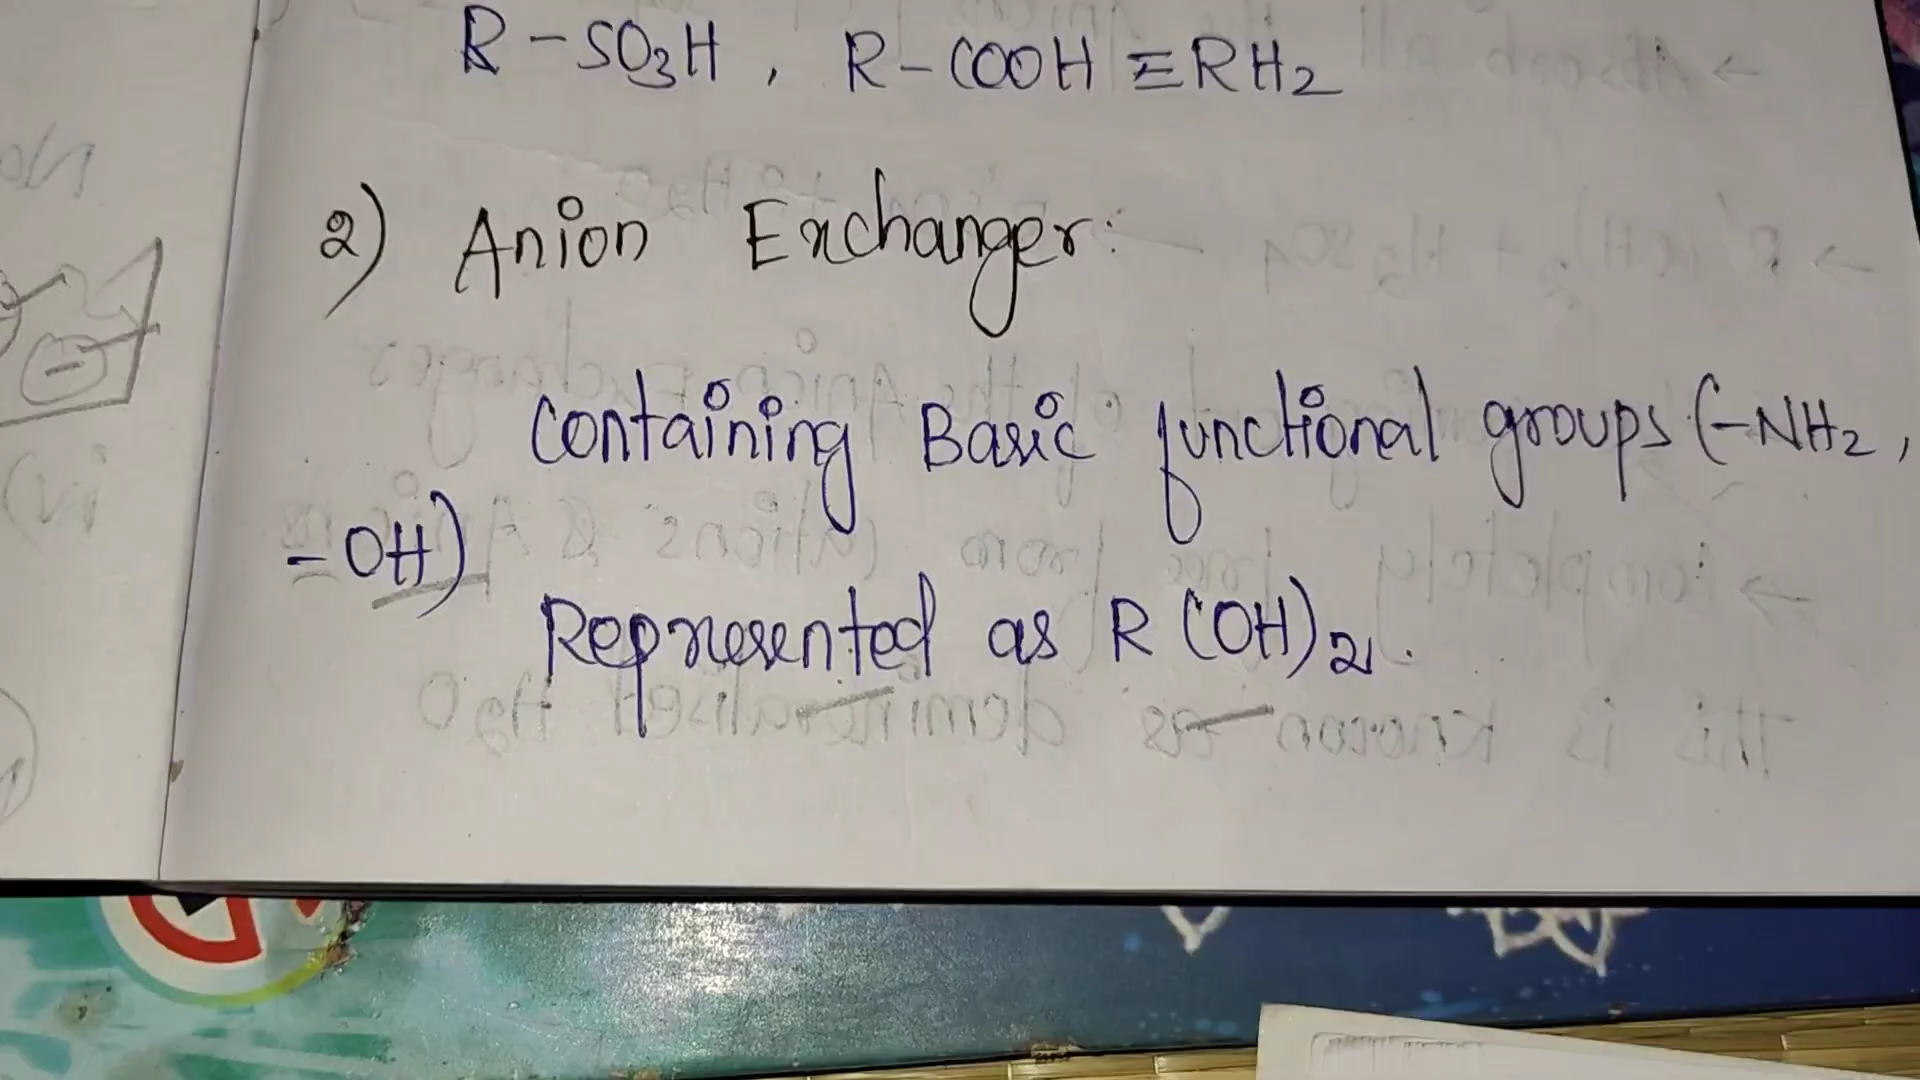 R-SO₃H, R-COOH ≡ RH₂
2) Anion Exchanger:
Containing Basic functional groups (-NH₂,
-OH)
Represented as R(OH)₂.